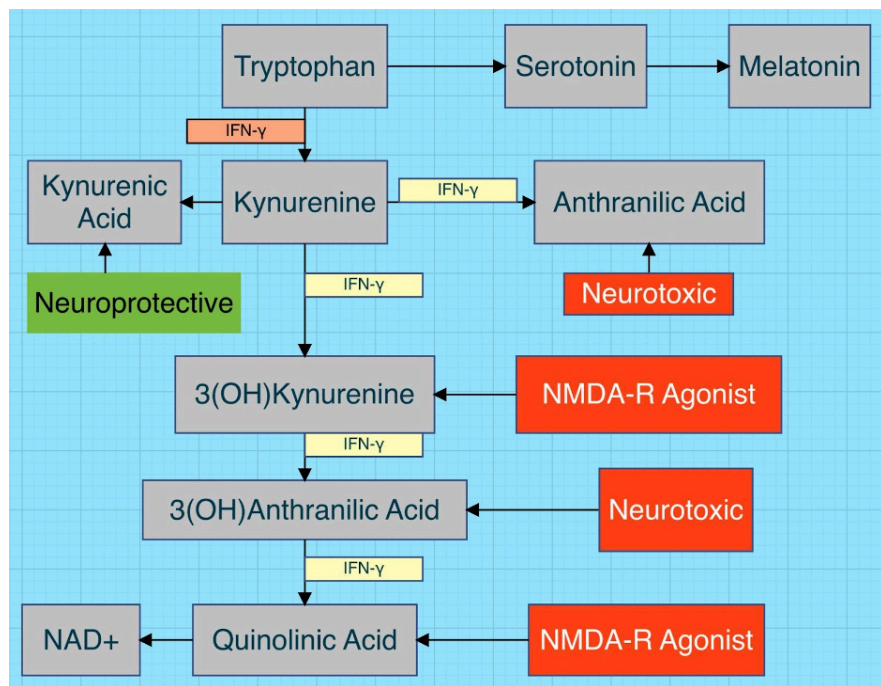 Tryptophan
Serotonin
Melatonin
IFN-γ
Kynurenic
Acid
Kynurenine
IFN-γ
Anthranilic Acid
Neuroprotective
IFN-γ
Neurotoxic
3(OH)Kynurenine
NMDA-R Agonist
IFN-γ
3(OH)Anthranilic Acid
Neurotoxic
IFN-γ
NAD+
Quinolinic Acid
NMDA-R Agonist